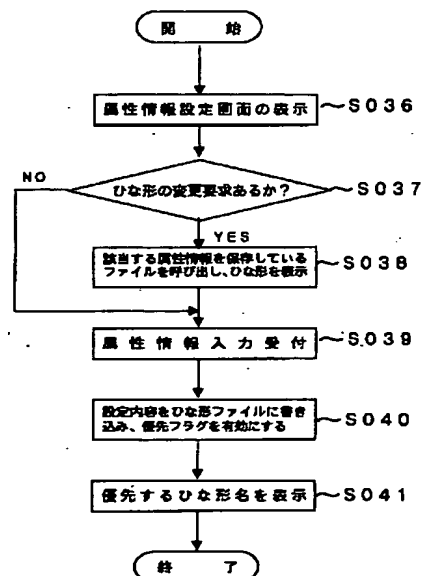 開始
属性情報設定画面の表示 S036
ひな形の変更要求あるか? S037
NO
YES
該当する属性情報を保存している
ファイルを呼び出し、ひな形を表示
S038
属性情報入力受付 S039
設定内容をひな形ファイルに書き
込み、優先フラグを有効にする
S040
優先するひな形名を表示 S041
終了